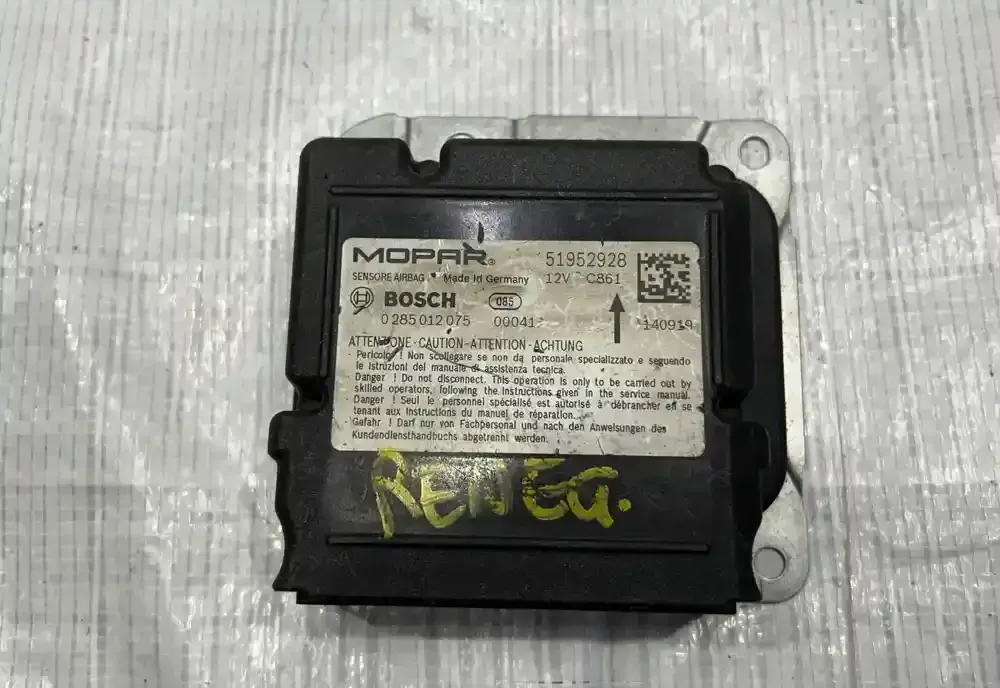 MOPAR® 51952928
SENSORE AIRBAG Made in Germany 12V C861
BOSCH 085
0 285 012 075 00041 140919
ATTENZIONE - CAUTION - ATTENTION - ACHTUNG
- Pericolo ! Non scollegare se non da personale specializzato e seguendo
le istruzioni del manuale di assistenza tecnica.
Danger ! Do not disconnect. This operation is only to be carried out by
skilled operators, following the instructions given in the service manual.
Danger ! Seul le personnel spécialisé est autorisé à débrancher en se
tenant aux instructions du manuel de réparation.
Gefahr ! Darf nur von Fachpersonal und nach den Anweisungen des
Kundendiensthandbuchs abgetrennt werden.
RENEG.